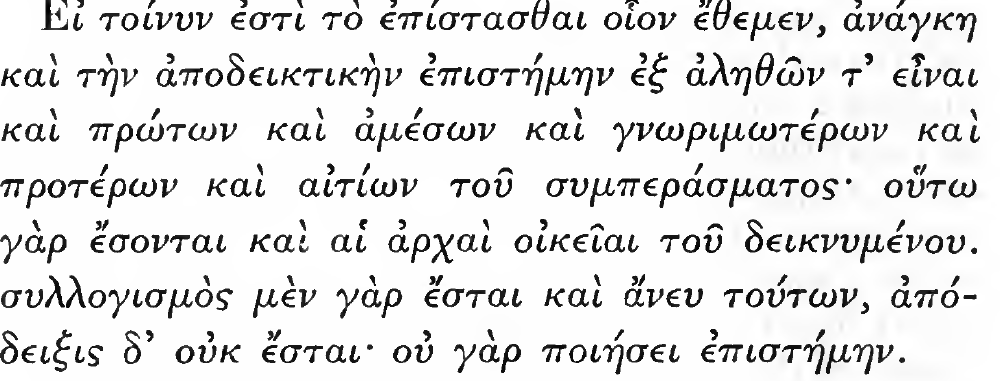 Εἰ τοίνυν ἐστὶ τὸ ἐπίστασθαι οἷον ἔθεμεν, ἀνάγκη
καὶ τὴν ἀποδεικτικὴν ἐπιστήμην ἐξ ἀληθῶν τ’ εἶναι
καὶ πρώτων καὶ ἀμέσων καὶ γνωριμωτέρων καὶ
προτέρων καὶ αἰτίων τοῦ συμπεράσματος· οὕτω
γὰρ ἔσονται καὶ αἱ ἀρχαὶ οἰκεῖαι τοῦ δεικνυμένου.
συλλογισμὸς μὲν γὰρ ἔσται καὶ ἄνευ τούτων, ἀπό-
δειξις δ’ οὐκ ἔσται· οὐ γὰρ ποιήσει ἐπιστήμην.